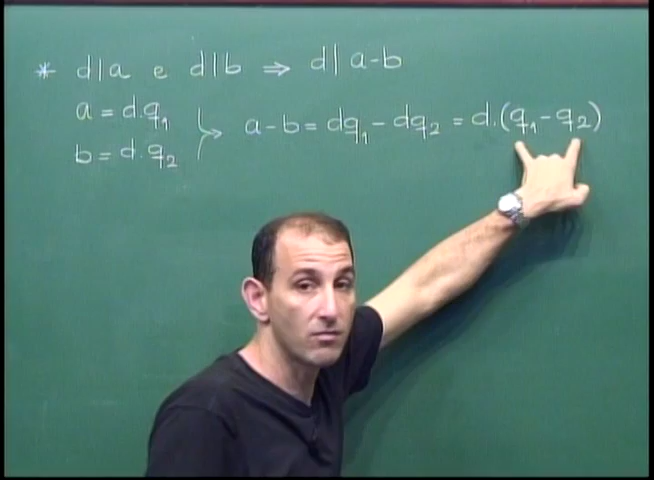 * d|a e d|b ⇒ d|a-b
a = d.q₁
b = d.q₂
a-b = dq₁ - dq₂ = d.(q₁-q₂)